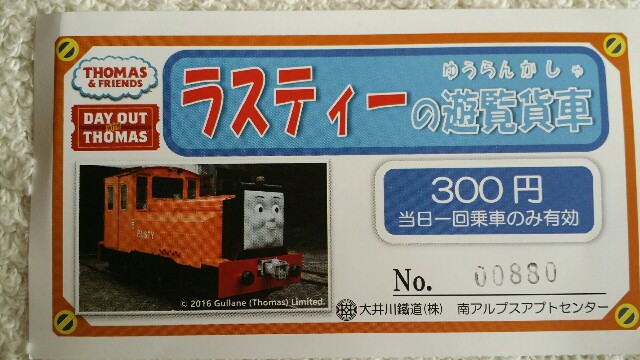 THOMAS
& FRIENDS
DAY OUT
WITH
THOMAS
ゆうらんかしゃ
ラスティーの遊覧貨車
300円
当日一回乗車のみ有効
RUSTY
No. 00880
© 2016 Gullane (Thomas) Limited.
大井川鐵道(株) 南アルプスアプトセンター